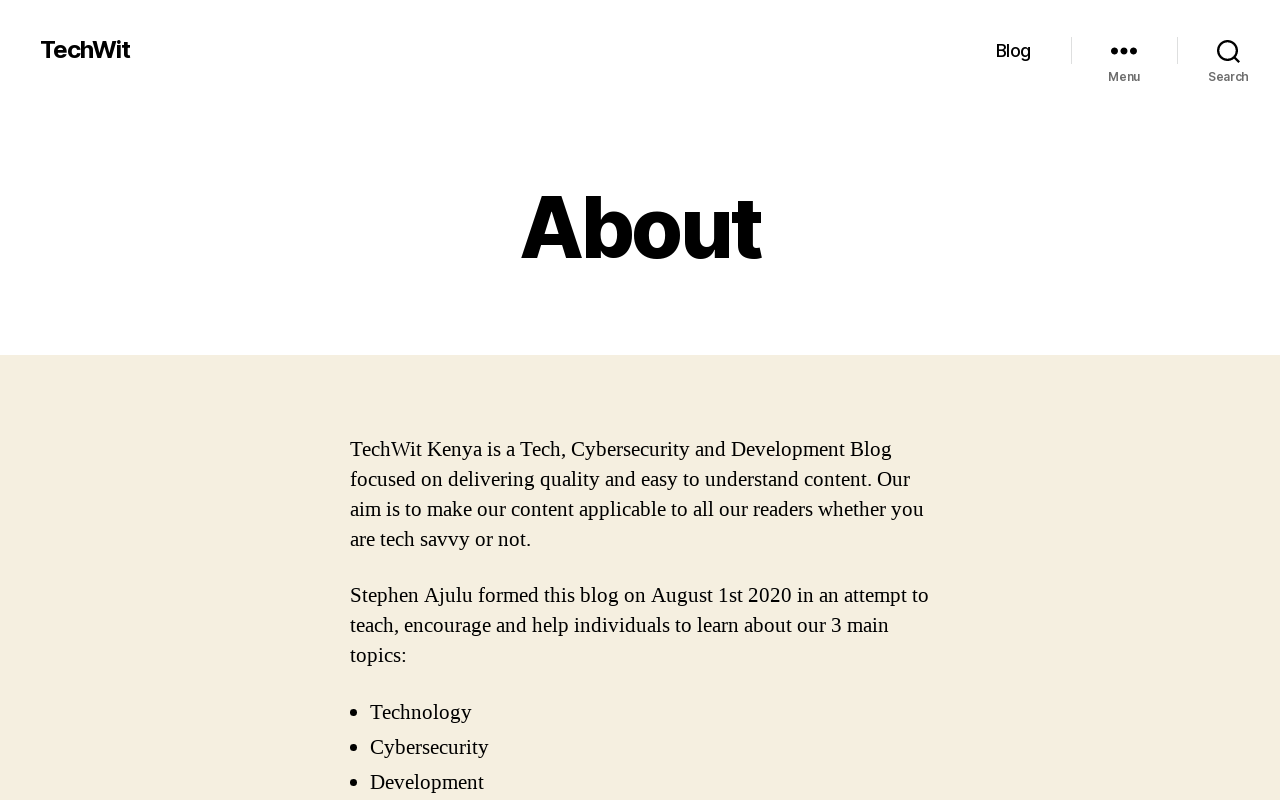 TechWit
Blog
Menu
Search
About
TechWit Kenya is a Tech, Cybersecurity and Development Blog
focused on delivering quality and easy to understand content. Our
aim is to make our content applicable to all our readers whether you
are tech savvy or not.
Stephen Ajulu formed this blog on August 1st 2020 in an attempt to
teach, encourage and help individuals to learn about our 3 main
topics:
Technology
Cybersecurity
Development